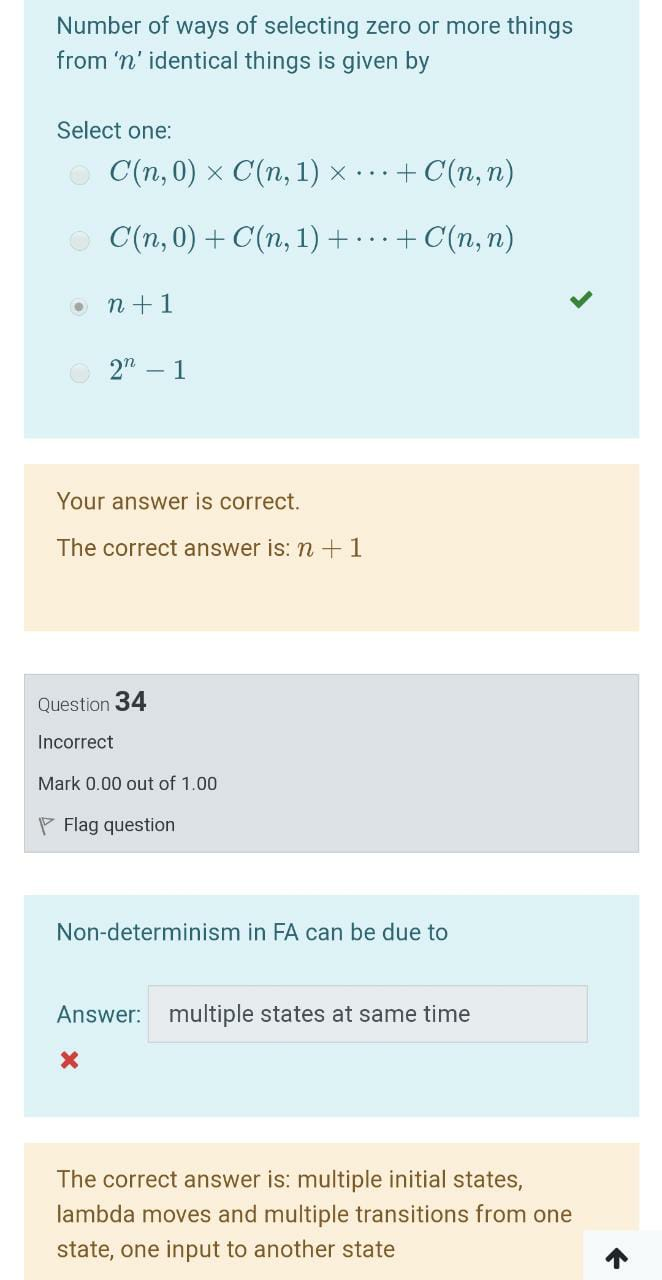 Number of ways of selecting zero or more things
from ‘n’ identical things is given by
Select one:
C(n, 0) × C(n, 1) × ⋯ + C(n, n)
C(n, 0) + C(n, 1) + ⋯ + C(n, n)
n + 1
2ⁿ − 1
Your answer is correct.
The correct answer is: n + 1
Question 34
Incorrect
Mark 0.00 out of 1.00
Flag question
Non-determinism in FA can be due to
Answer: multiple states at same time
The correct answer is: multiple initial states,
lambda moves and multiple transitions from one
state, one input to another state